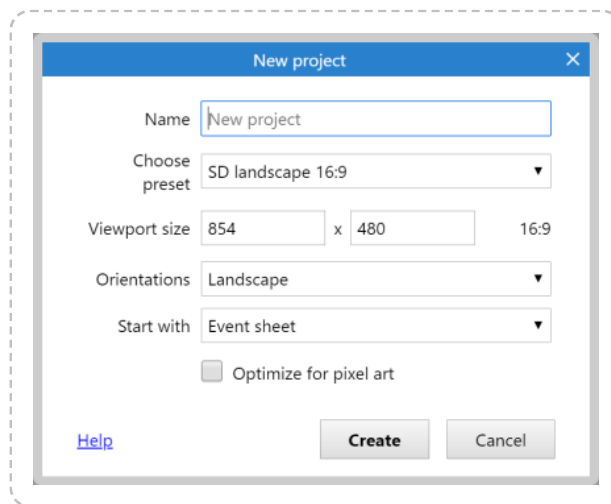 New project ×
Name New project
Choose
preset SD landscape 16:9
Viewport size 854 x 480 16:9
Orientations Landscape
Start with Event sheet
Optimize for pixel art
Help Create Cancel